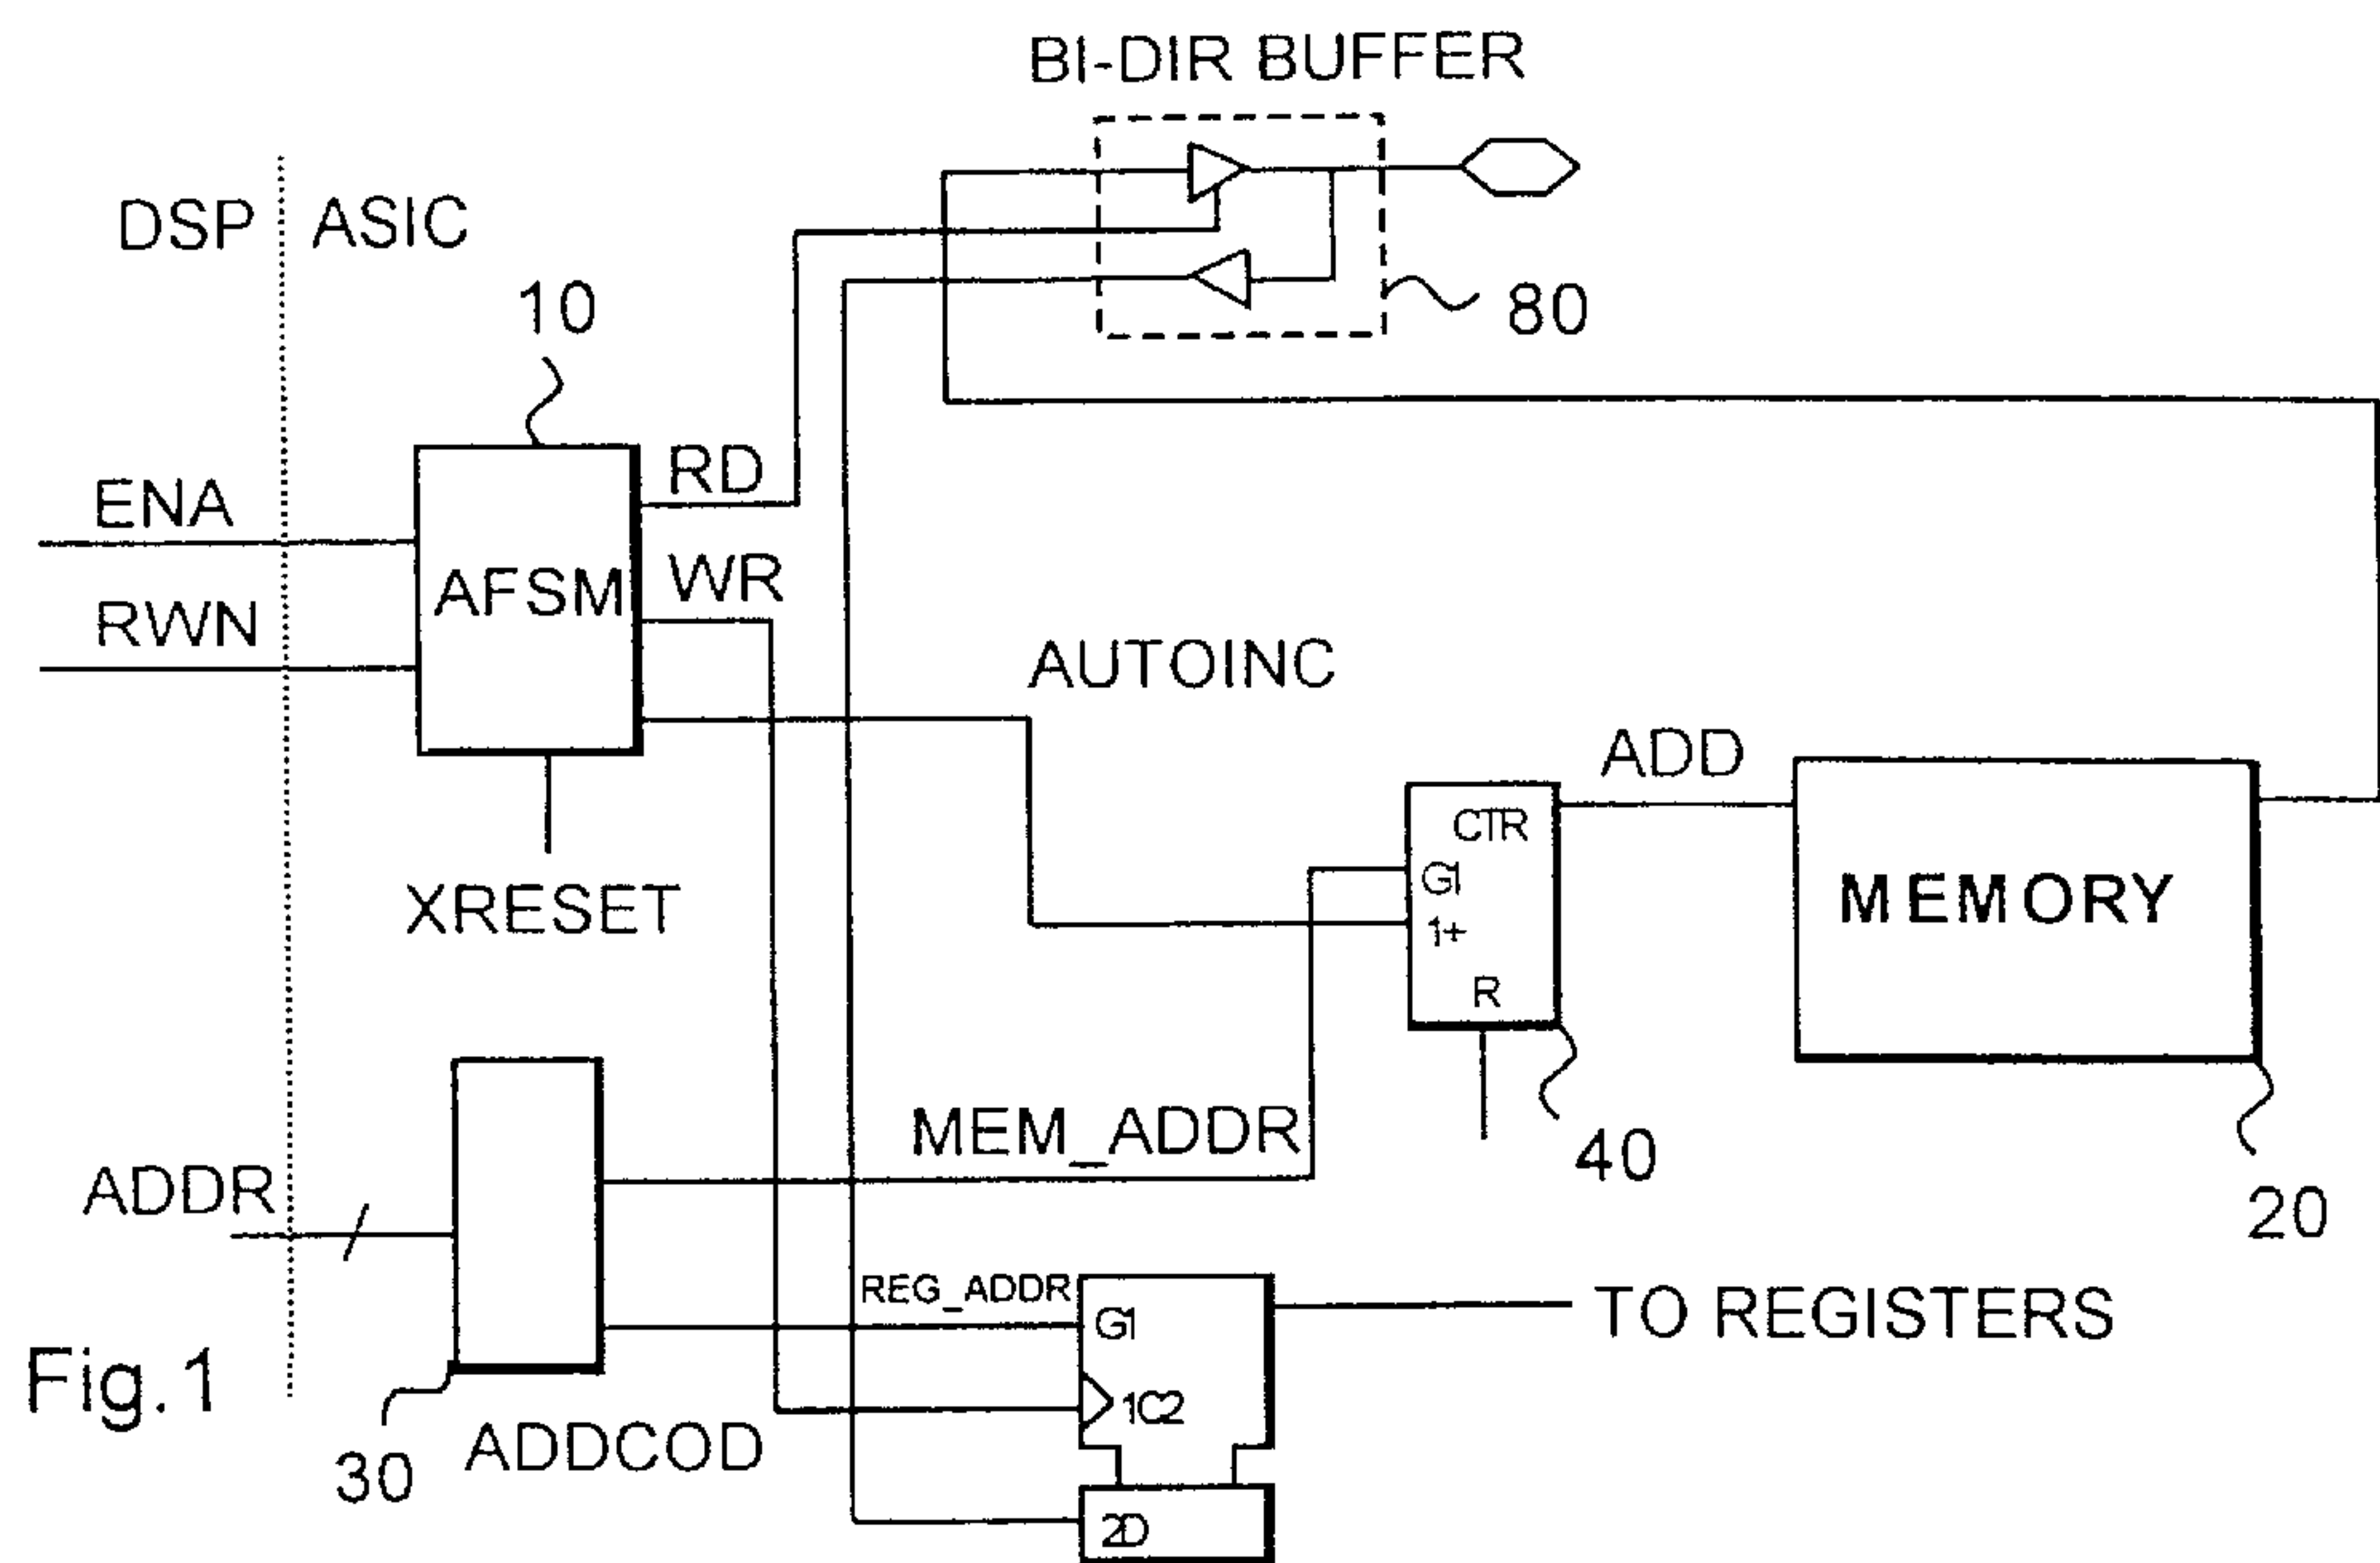 BI-DIR BUFFER
DSP
ASIC
10
80
ENA
RD
AFSM
WR
RWN
AUTOINC
ADD
CTR
G1
1+
R
MEMORY
XRESET
MEM_ADDR
40
ADDR
20
REG_ADDR
G1
TO REGISTERS
1C2
Fig.1
30
ADDCOD
2D